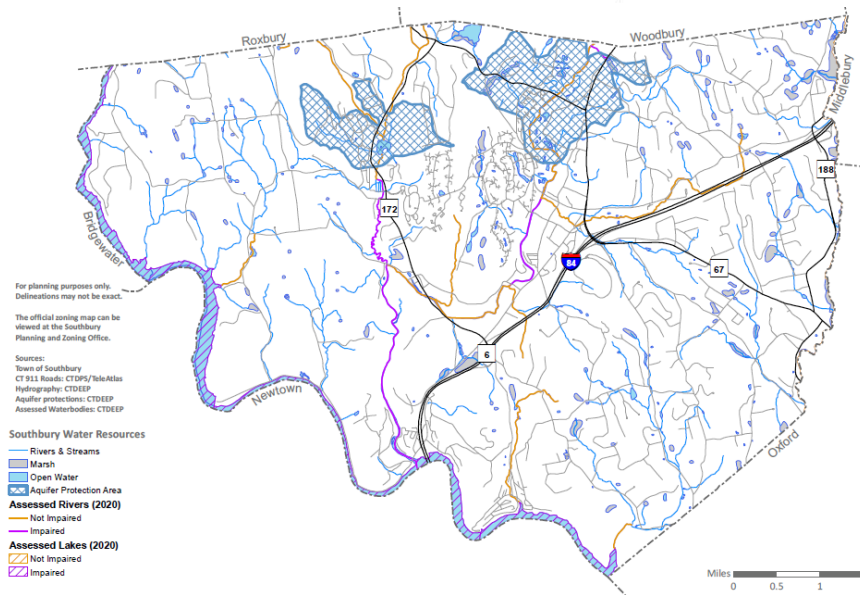 Roxbury
Woodbury
Middlebury
188
172
Bridgewater
84
67
For planning purposes only.
Delineations may not be exact.
The official zoning map can be
viewed at the Southbury
Planning and Zoning Office.
6
Sources:
Town of Southbury
CT 911 Roads: CTDPS/TeleAtlas
Hydrography: CTDEEP
Aquifer protections: CTDEEP
Assessed Waterbodies: CTDEEP
Newtown
Oxford
Southbury Water Resources
Rivers & Streams
Marsh
Open Water
Aquifer Protection Area
Assessed Rivers (2020)
Not Impaired
Impaired
Assessed Lakes (2020)
Not Impaired
Impaired
Miles
0 0.5 1